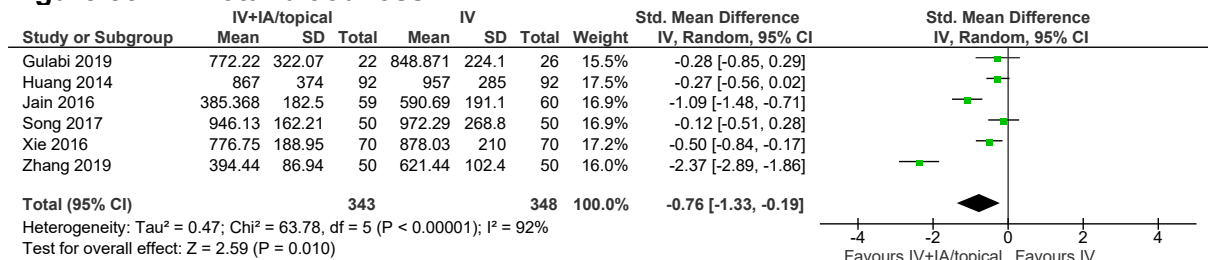 IV+IA/topical IV Std. Mean Difference Std. Mean Difference
Study or Subgroup Mean SD Total Mean SD Total Weight IV, Random, 95% CI IV, Random, 95% CI
Gulabi 2019 772.22 322.07 22 848.871 224.1 26 15.5% -0.28 [-0.85, 0.29]
Huang 2014 867 374 92 957 285 92 17.5% -0.27 [-0.56, 0.02]
Jain 2016 385.368 182.5 59 590.69 191.1 60 16.9% -1.09 [-1.48, -0.71]
Song 2017 946.13 162.21 50 972.29 268.8 50 16.9% -0.12 [-0.51, 0.28]
Xie 2016 776.75 188.95 70 878.03 210 70 17.2% -0.50 [-0.84, -0.17]
Zhang 2019 394.44 86.94 50 621.44 102.4 50 16.0% -2.37 [-2.89, -1.86]
Total (95% CI) 343 348 100.0% -0.76 [-1.33, -0.19]
Heterogeneity: Tau² = 0.47; Chi² = 63.78, df = 5 (P < 0.00001); I² = 92%
Test for overall effect: Z = 2.59 (P = 0.010)
-4 -2 0 2 4
Favours IV+IA/topical Favours IV